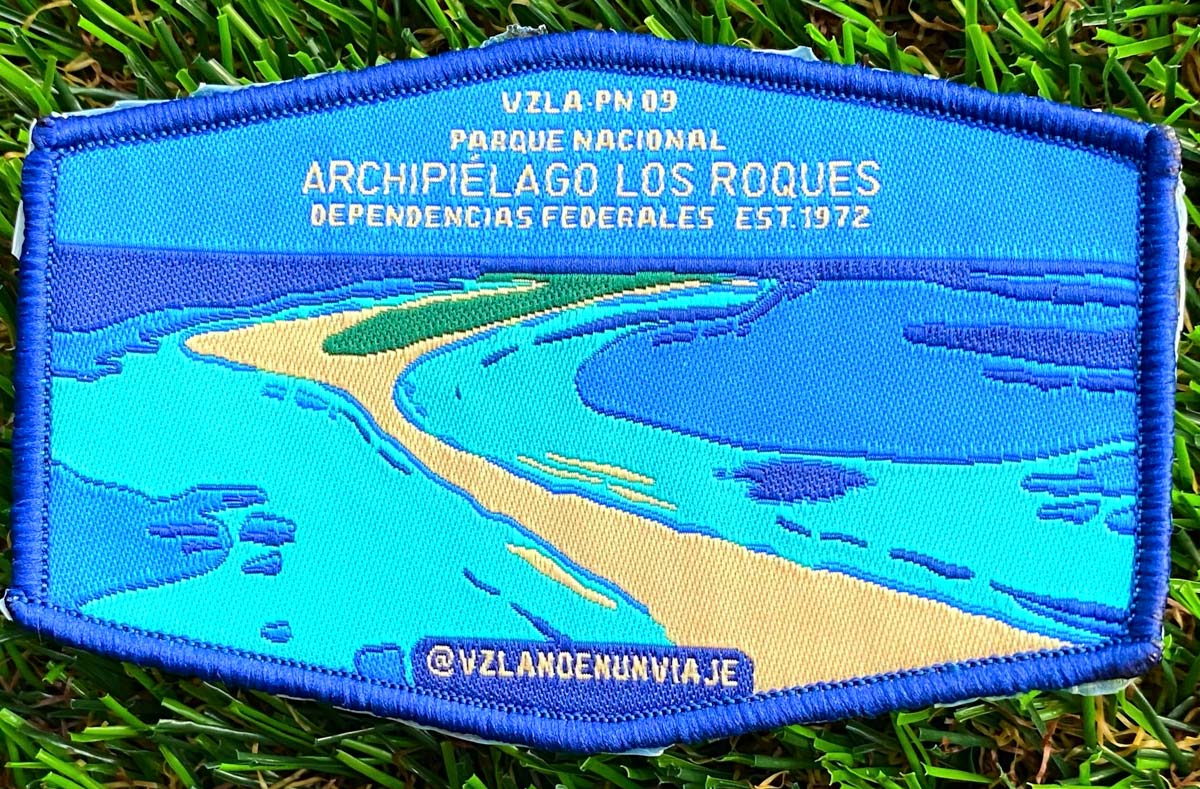 VZLA-PN 09
PARQUE NACIONAL
ARCHIPIÉLAGO LOS ROQUES
DEPENDENCIAS FEDERALES EST.1972
@VZLANOENUNVIAJE